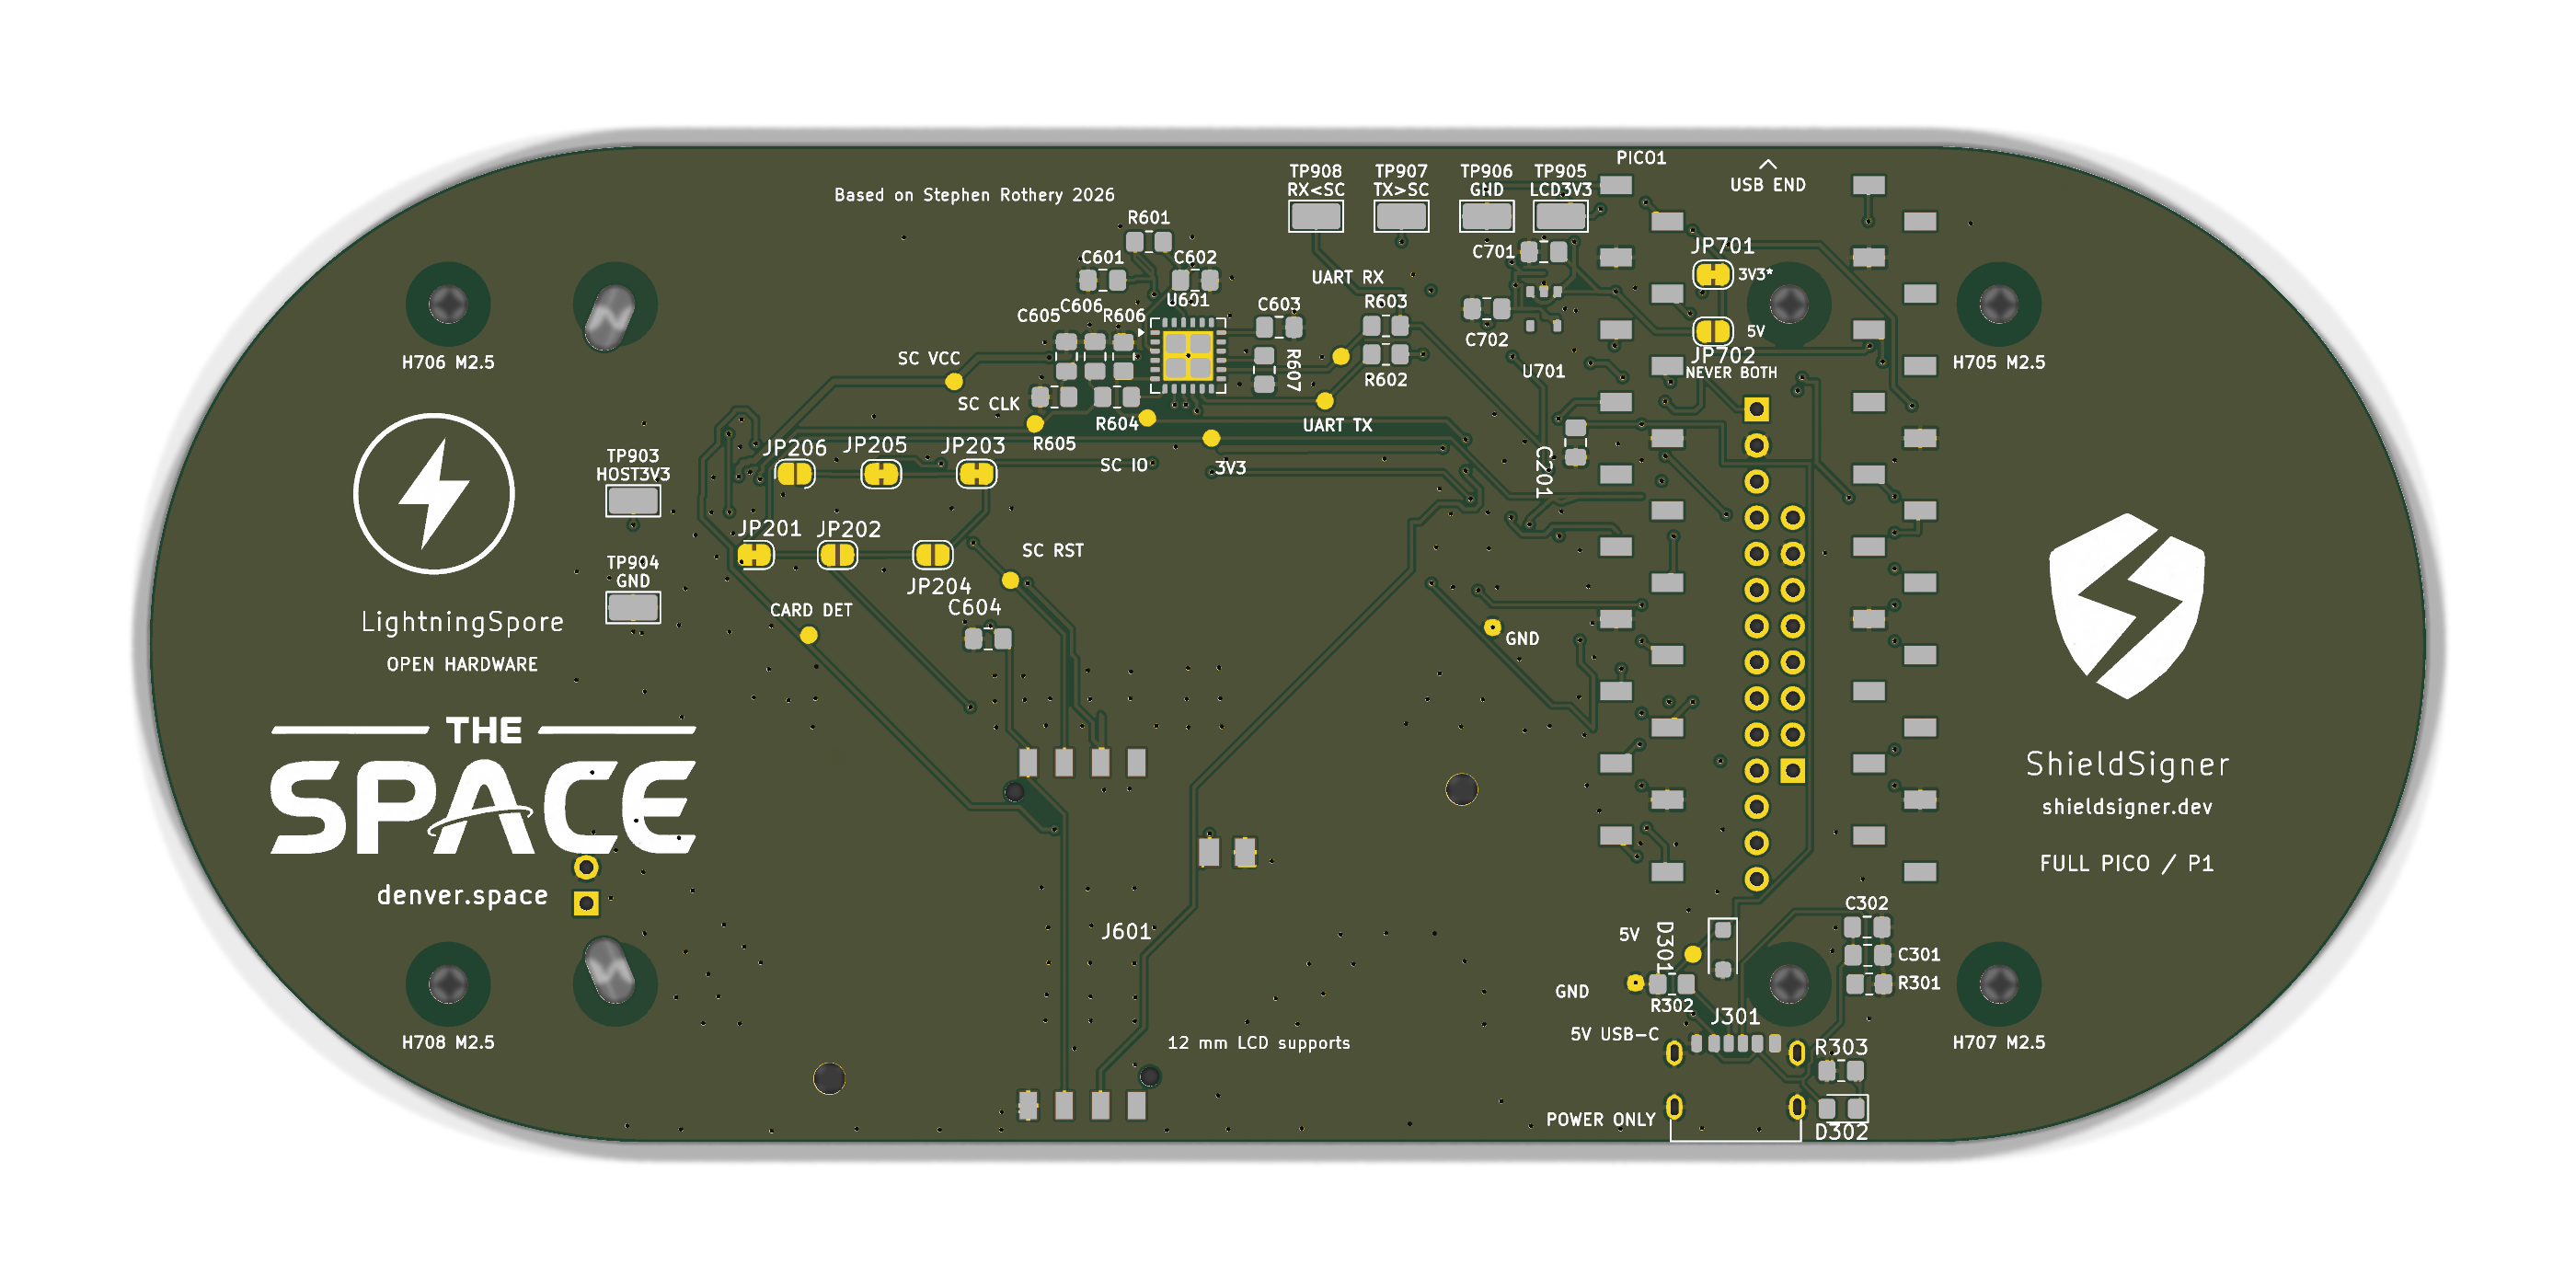 PICO1
USB END
TP908
RX<SC
TP907
TX>SC
TP906
GND
TP905
LCD3V3
Based on Stephen Rothery 2026
R601
C601
C602
C701
JP701
3V3*
UART RX
U601
C605
C606
R606
C603
R603
C702
5V
JP702
NEVER BOTH
SC VCC
R607
R602
U701
H706 M2.5
H705 M2.5
SC CLK
R605
R604
UART TX
JP206
JP205
JP203
SC IO
3V3
C201
TP903
HOST3V3
JP201
JP202
SC RST
TP904
GND
JP204
C604
CARD DET
GND
LightningSpore
OPEN HARDWARE
THE
SPACE
denver.space
ShieldSigner
shieldsigner.dev
FULL PICO / P1
J601
C302
5V
D301
C301
R301
GND
R302
J301
5V USB-C
R303
H708 M2.5
12 mm LCD supports
H707 M2.5
POWER ONLY
D302